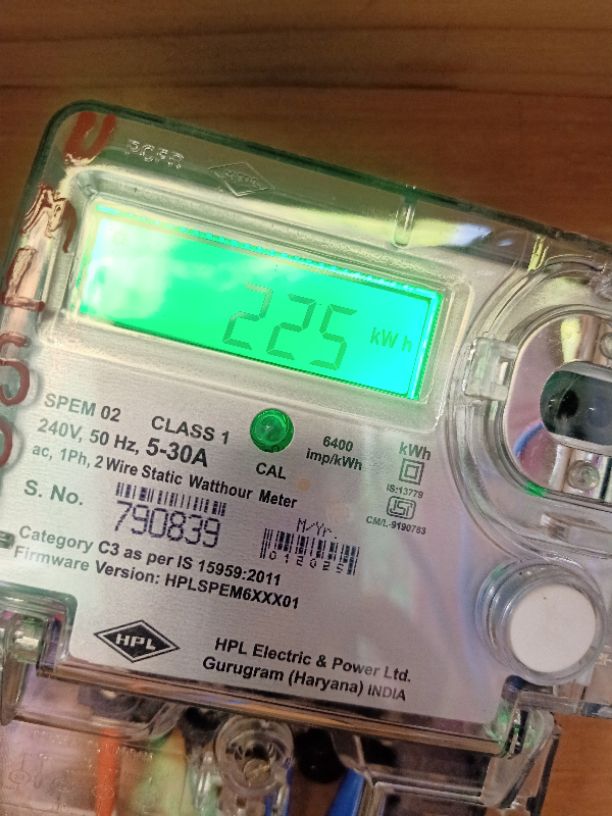 225 kWh
SPEM 02 CLASS 1
240V, 50 Hz, 5-30A
ac, 1Ph, 2 Wire Static Watthour Meter
CAL
6400
imp/kWh
kWh
IS:13779
CM/L-9190783
S. No.
790839
M/Yr.
Category C3 as per IS 15959:2011
Firmware Version: HPLSPEM6XXX01
HPL
HPL Electric & Power Ltd.
Gurugram (Haryana) INDIA